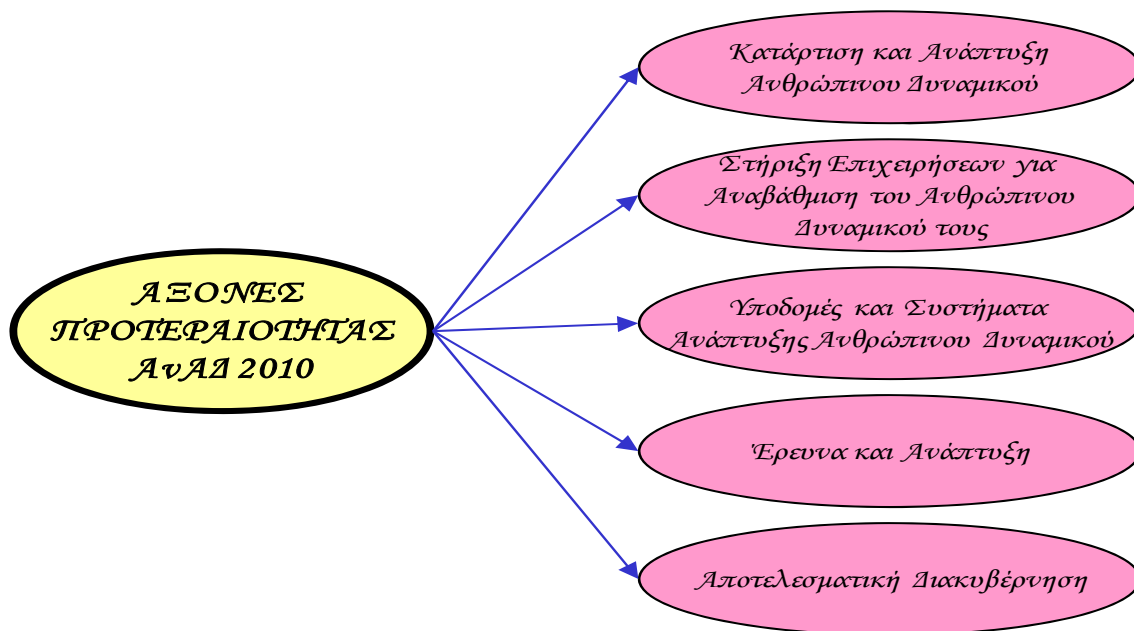 ΑΞΟΝΕΣ
ΠΡΟΤΕΡΑΙΟΤΗΤΑΣ
ΑνΑΔ 2010
Κατάρτιση και Ανάπτυξη
Ανθρώπινου Δυναμικού
Στήριξη Επιχειρήσεων για
Αναβάθμιση του Ανθρώπινου
Δυναμικού τους
Υποδομές και Συστήματα
Ανάπτυξης Ανθρώπινου Δυναμικού
Έρευνα και Ανάπτυξη
Αποτελεσματική Διακυβέρνηση